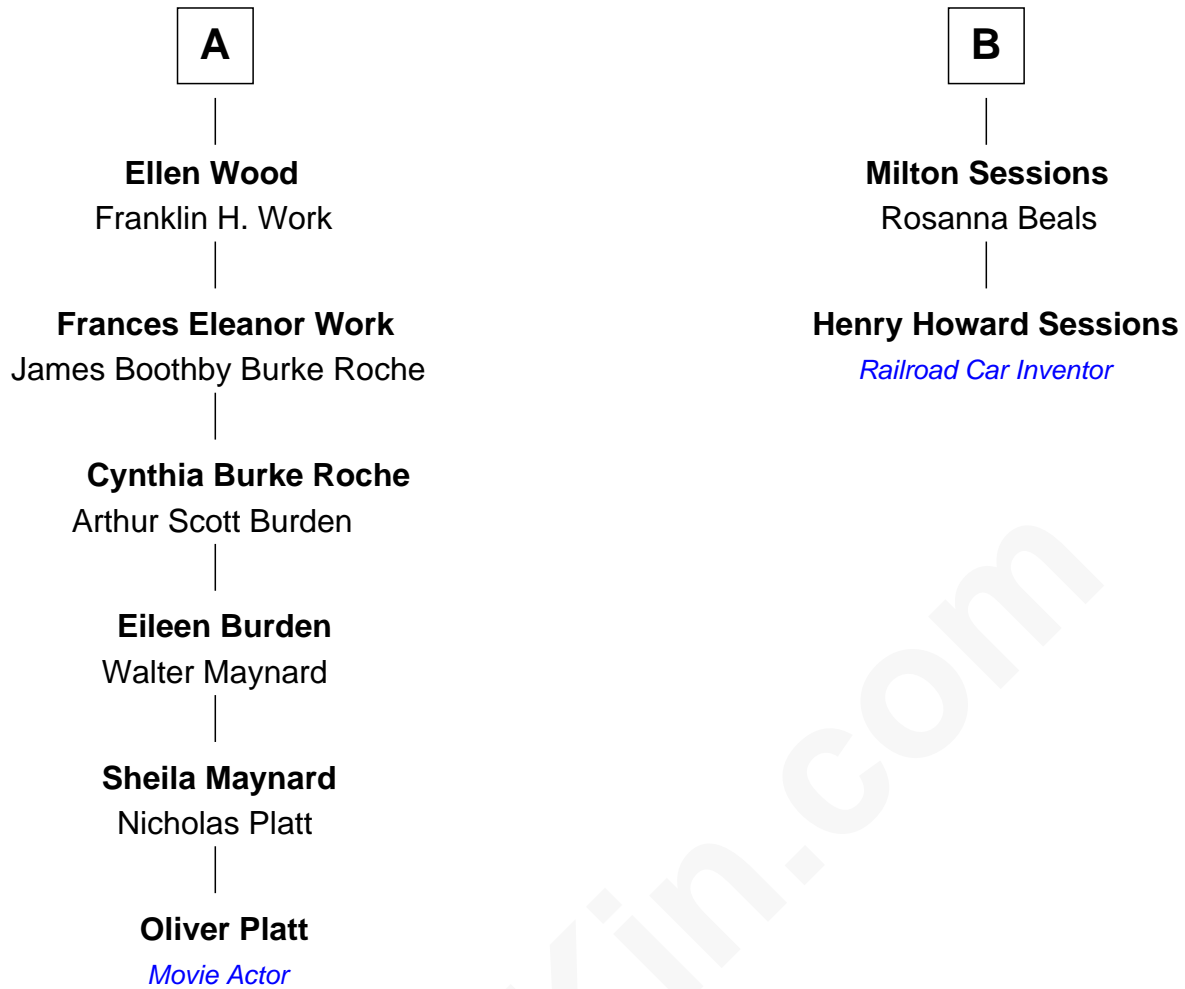 A
Ellen Wood
Franklin H. Work
Frances Eleanor Work
James Boothby Burke Roche
Cynthia Burke Roche
Arthur Scott Burden
Eileen Burden
Walter Maynard
Sheila Maynard
Nicholas Platt
Oliver Platt
Movie Actor
B
Milton Sessions
Rosanna Beals
Henry Howard Sessions
Railroad Car Inventor